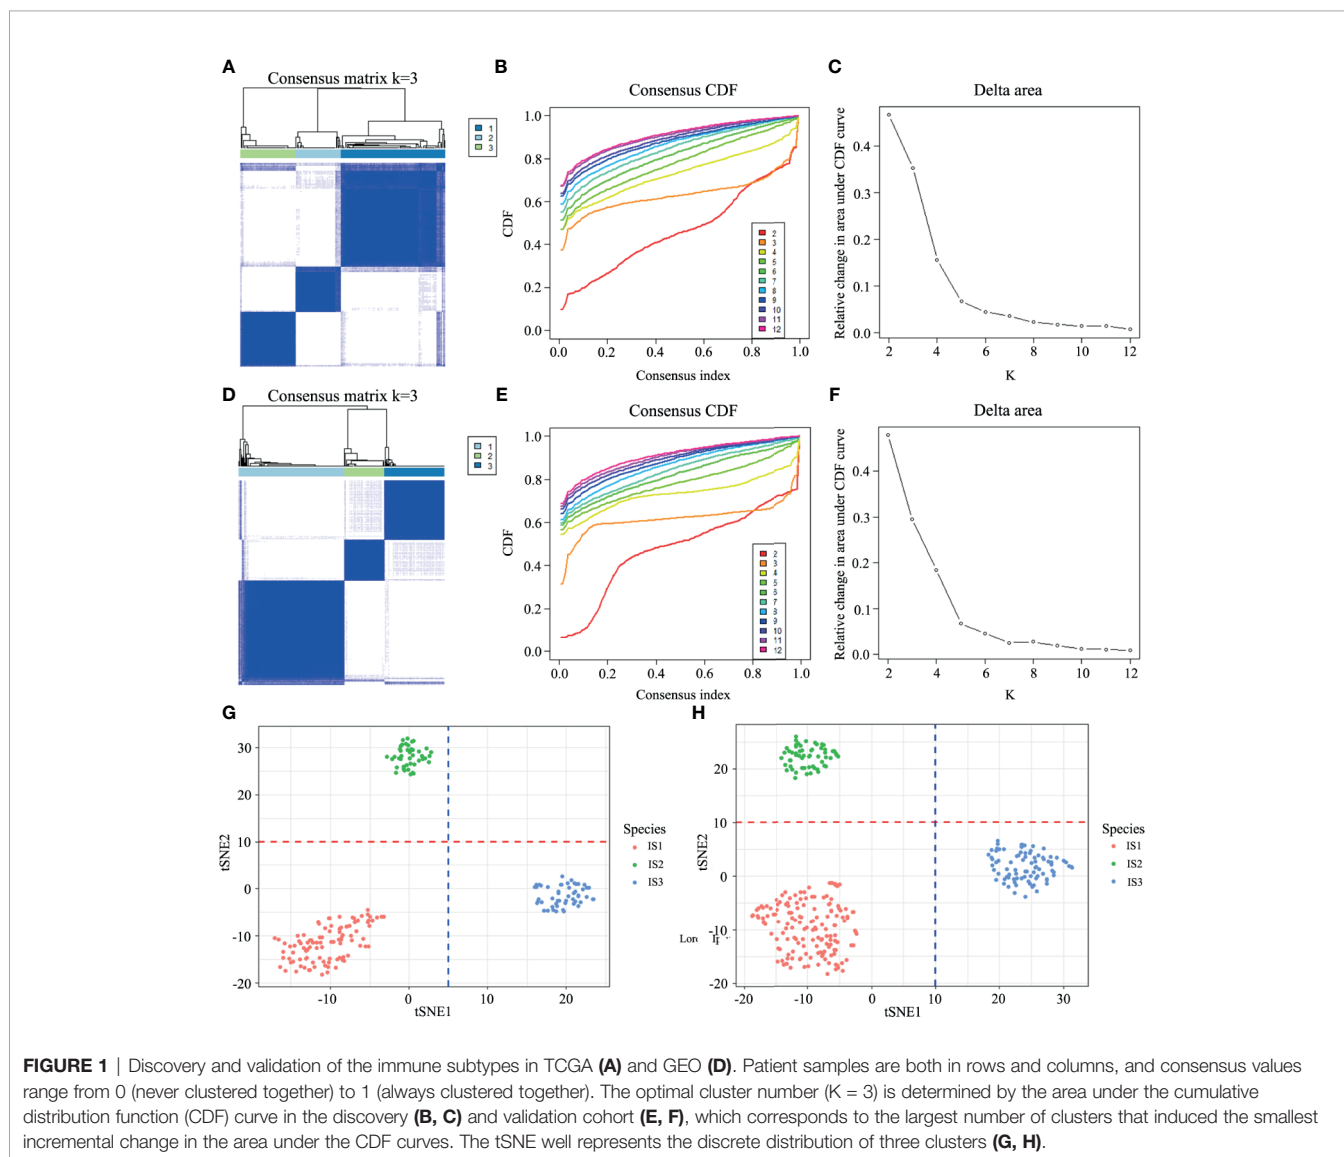 A
Consensus matrix k=3
1
2
3
B
Consensus CDF
CDF
1.0
0.8
0.6
0.4
0.2
0.0
0.0 0.2 0.4 0.6 0.8 1.0
Consensus index
2
3
4
5
6
7
8
9
10
11
12
C
Delta area
Relative change in area under CDF curve
0.4
0.3
0.2
0.1
0.0
2 4 6 8 10 12
K
D
Consensus matrix k=3
1
2
3
E
Consensus CDF
CDF
1.0
0.8
0.6
0.4
0.2
0.0
0.0 0.2 0.4 0.6 0.8 1.0
Consensus index
2
3
4
5
6
7
8
9
10
11
12
F
Delta area
Relative change in area under CDF curve
0.4
0.3
0.2
0.1
0.0
2 4 6 8 10 12
K
G
tSNE2
30
20
10
0
-10
-20
-10 0 10 20
tSNE1
Species
IS1
IS2
IS3
H
tSNE2
20
10
0
-10
-20
Lon
-20 -10 0 10 20 30
tSNE1
Species
IS1
IS2
IS3
FIGURE 1 | Discovery and validation of the immune subtypes in TCGA (A) and GEO (D). Patient samples are both in rows and columns, and consensus values
range from 0 (never clustered together) to 1 (always clustered together). The optimal cluster number (K = 3) is determined by the area under the cumulative
distribution function (CDF) curve in the discovery (B, C) and validation cohort (E, F), which corresponds to the largest number of clusters that induced the smallest
incremental change in the area under the CDF curves. The tSNE well represents the discrete distribution of three clusters (G, H).